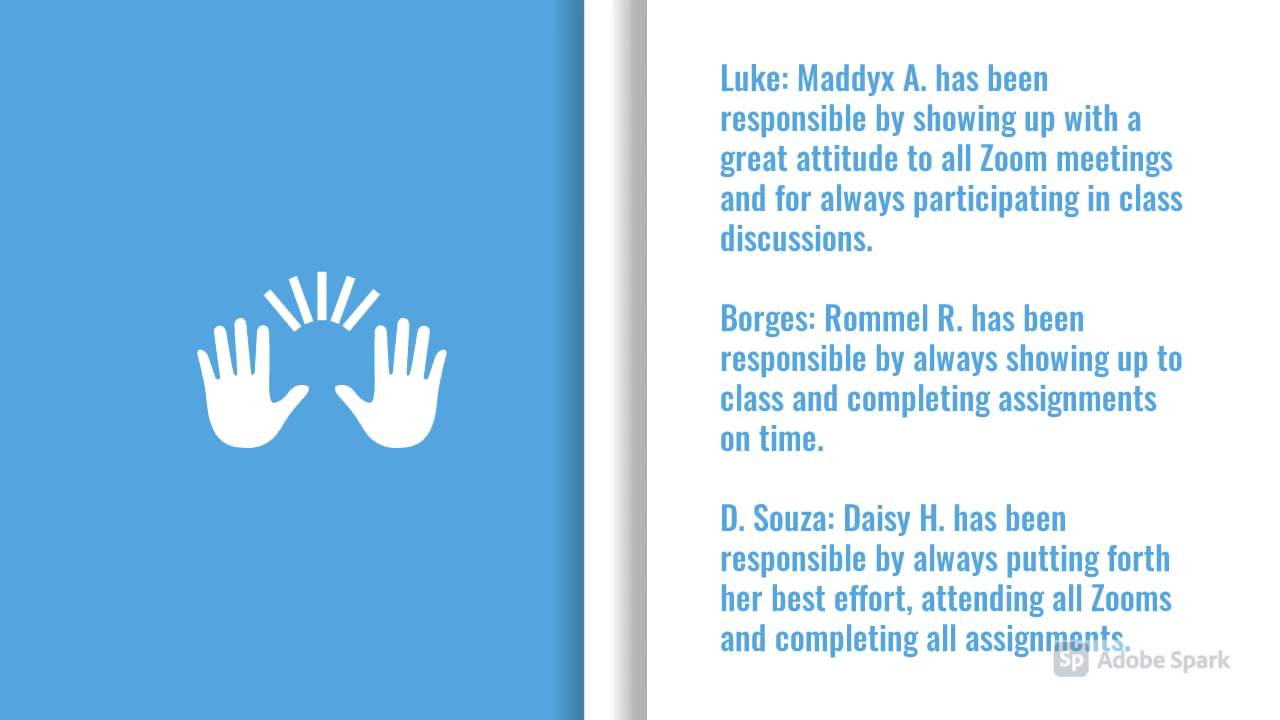 Luke: Maddyx A. has been
responsible by showing up with a
great attitude to all Zoom meetings
and for always participating in class
discussions.
Borges: Rommel R. has been
responsible by always showing up to
class and completing assignments
on time.
D. Souza: Daisy H. has been
responsible by always putting forth
her best effort, attending all Zooms
and completing all assignments.
Sp Adobe Spark